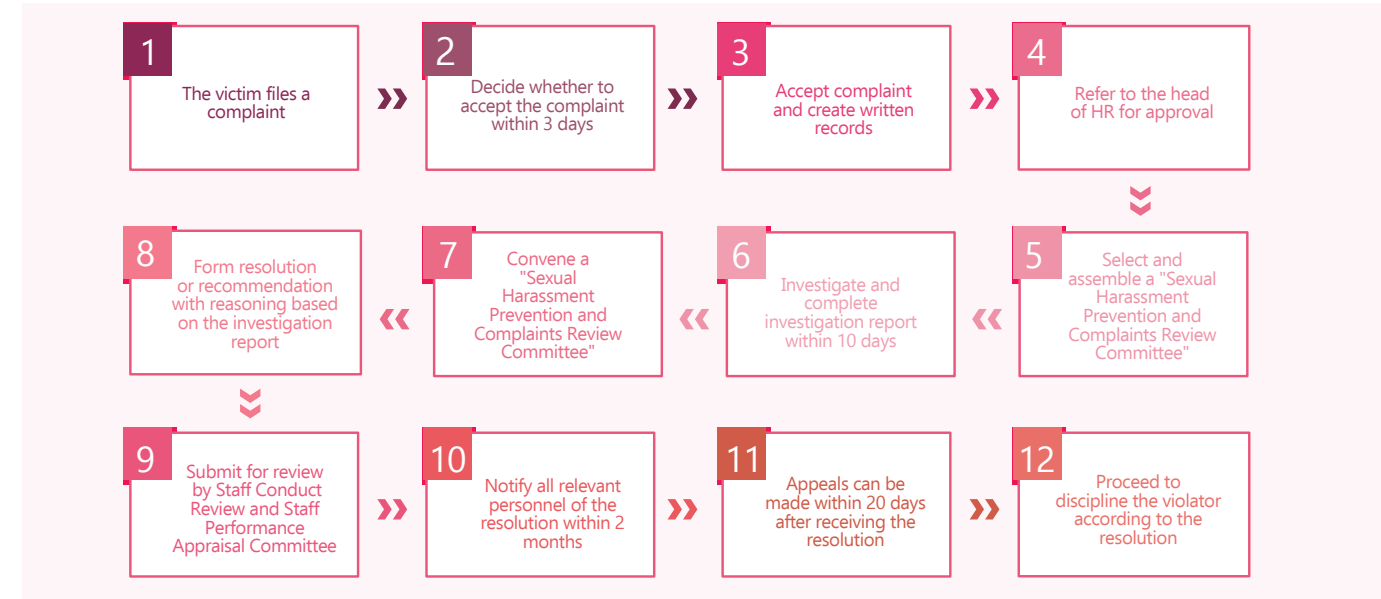 1
The victim files a
complaint
2
Decide whether to
accept the complaint
within 3 days
3
Accept complaint
and create written
records
4
Refer to the head
of HR for approval
5
Select and
assemble a "Sexual
Harassment
Prevention and
Complaints Review
Committee"
6
Investigate and
complete
investigation report
within 10 days
7
Convene a
"Sexual
Harassment
Prevention and
Complaints Review
Committee"
8
Form resolution
or recommendation
with reasoning based
on the investigation
report
9
Submit for review
by Staff Conduct
Review and Staff
Performance
Appraisal Committee
10
Notify all relevant
personnel of the
resolution within 2
months
11
Appeals can be
made within 20 days
after receiving the
resolution
12
Proceed to
discipline the violator
according to the
resolution